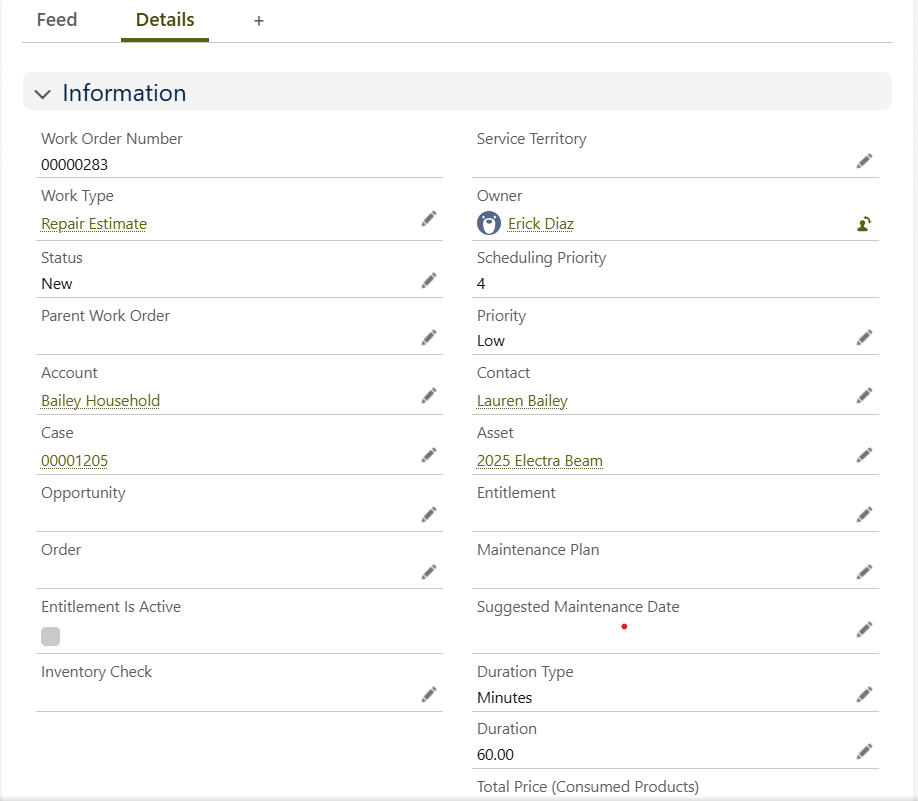 Feed
Details
+
Information
Work Order Number
00000283
Service Territory
Work Type
Repair Estimate
Owner
Erick Diaz
Status
New
Scheduling Priority
4
Parent Work Order
Priority
Low
Account
Bailey Household
Contact
Lauren Bailey
Case
00001205
Asset
2025 Electra Beam
Opportunity
Entitlement
Order
Maintenance Plan
Entitlement Is Active
Suggested Maintenance Date
Inventory Check
Duration Type
Minutes
Duration
60.00
Total Price (Consumed Products)